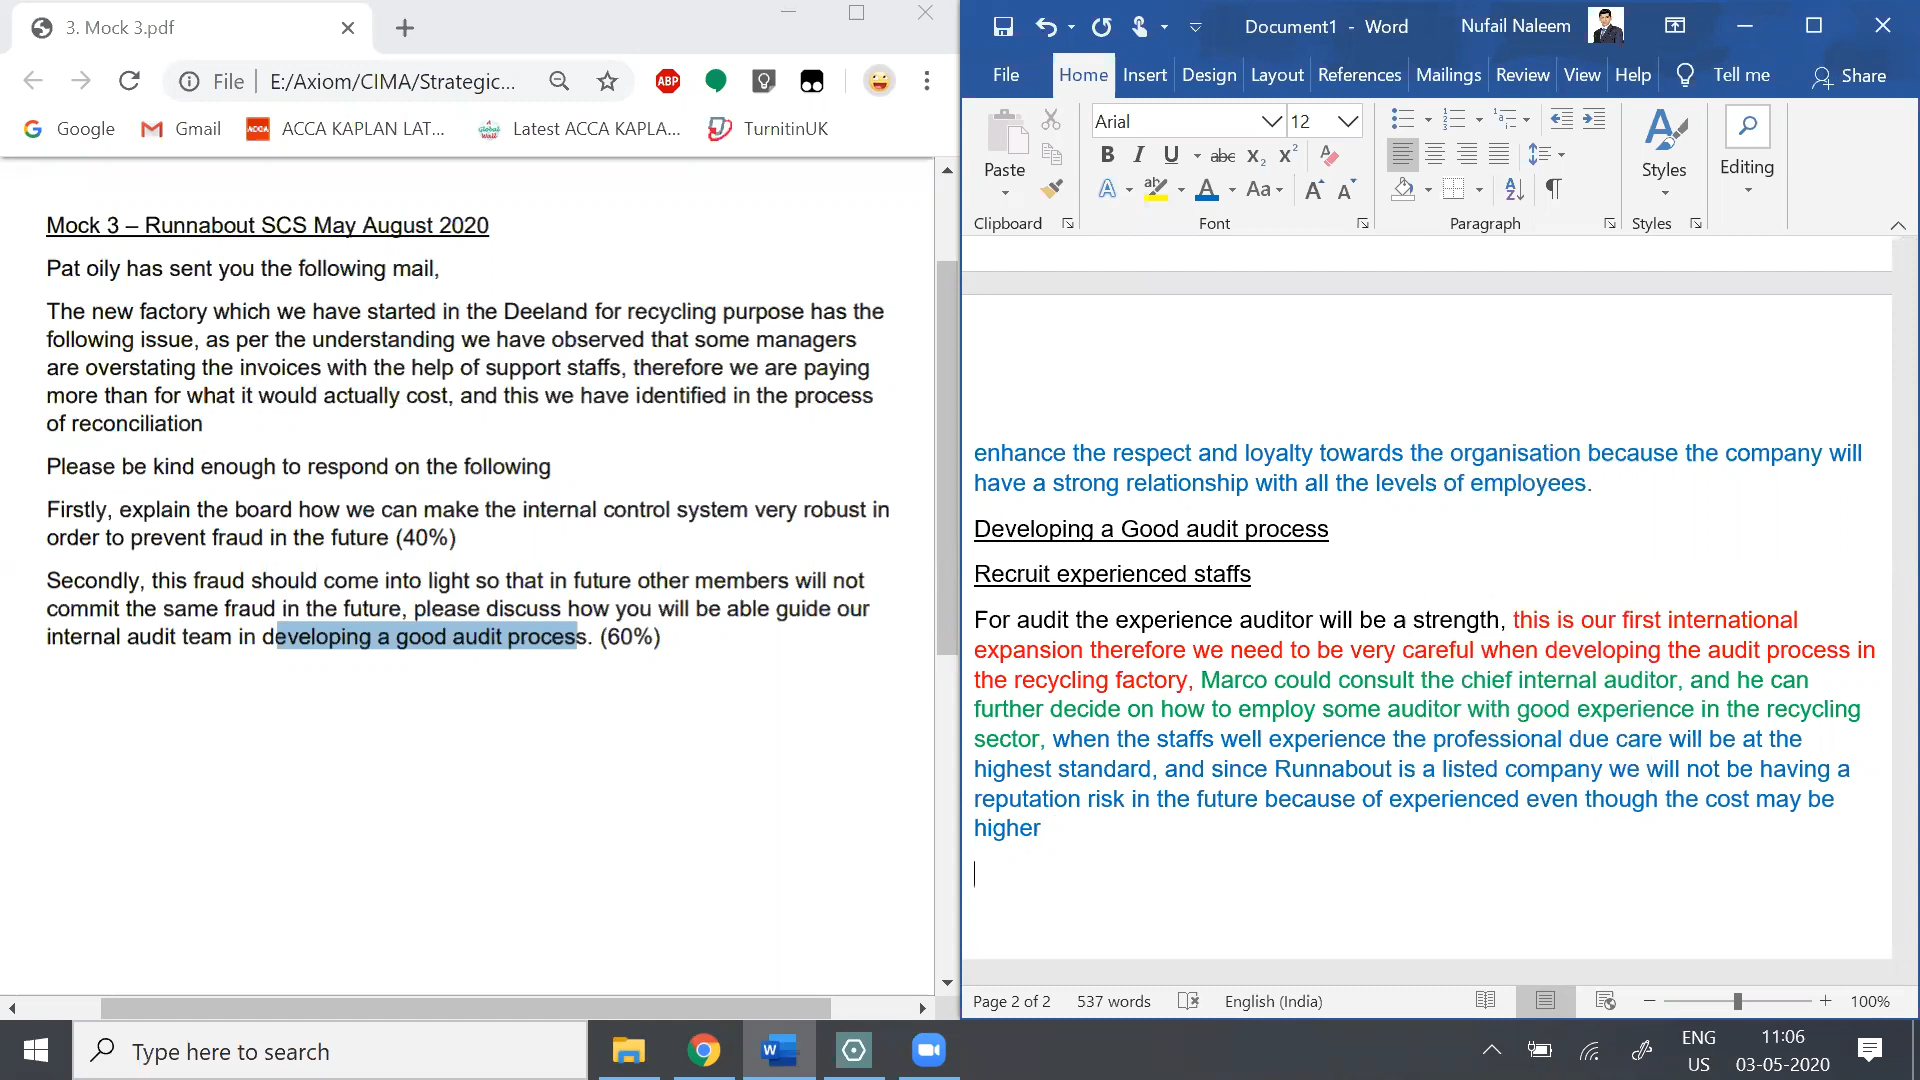 3. Mock 3.pdf
File
E:/Axiom/CIMA/Strategic...
ABP
Google
Gmail
ACCA
ACCA KAPLAN LAT...
Latest ACCA KAPLA...
TurnitinUK
Mock 3 – Runnabout SCS May August 2020
Pat oily has sent you the following mail,
The new factory which we have started in the Deeland for recycling purpose has the
following issue, as per the understanding we have observed that some managers
are overstating the invoices with the help of support staffs, therefore we are paying
more than for what it would actually cost, and this we have identified in the process
of reconciliation
Please be kind enough to respond on the following
Firstly, explain the board how we can make the internal control system very robust in
order to prevent fraud in the future (40%)
Secondly, this fraud should come into light so that in future other members will not
commit the same fraud in the future, please discuss how you will be able guide our
internal audit team in developing a good audit process. (60%)
Document1 - Word
Nufail Naleem
File Home Insert Design Layout References Mailings Review View Help Tell me Share
Paste
Clipboard
Arial
12
B I U abc X₂ X²
A ab A Aa A A
Font
Paragraph
Styles
Styles
Editing
enhance the respect and loyalty towards the organisation because the company will
have a strong relationship with all the levels of employees.
Developing a Good audit process
Recruit experienced staffs
For audit the experience auditor will be a strength, this is our first international
expansion therefore we need to be very careful when developing the audit process in
the recycling factory, Marco could consult the chief internal auditor, and he can
further decide on how to employ some auditor with good experience in the recycling
sector, when the staffs well experience the professional due care will be at the
highest standard, and since Runnabout is a listed company we will not be having a
reputation risk in the future because of experienced even though the cost may be
higher
Page 2 of 2
537 words
English (India)
100%
Type here to search
ENG
US
11:06
03-05-2020